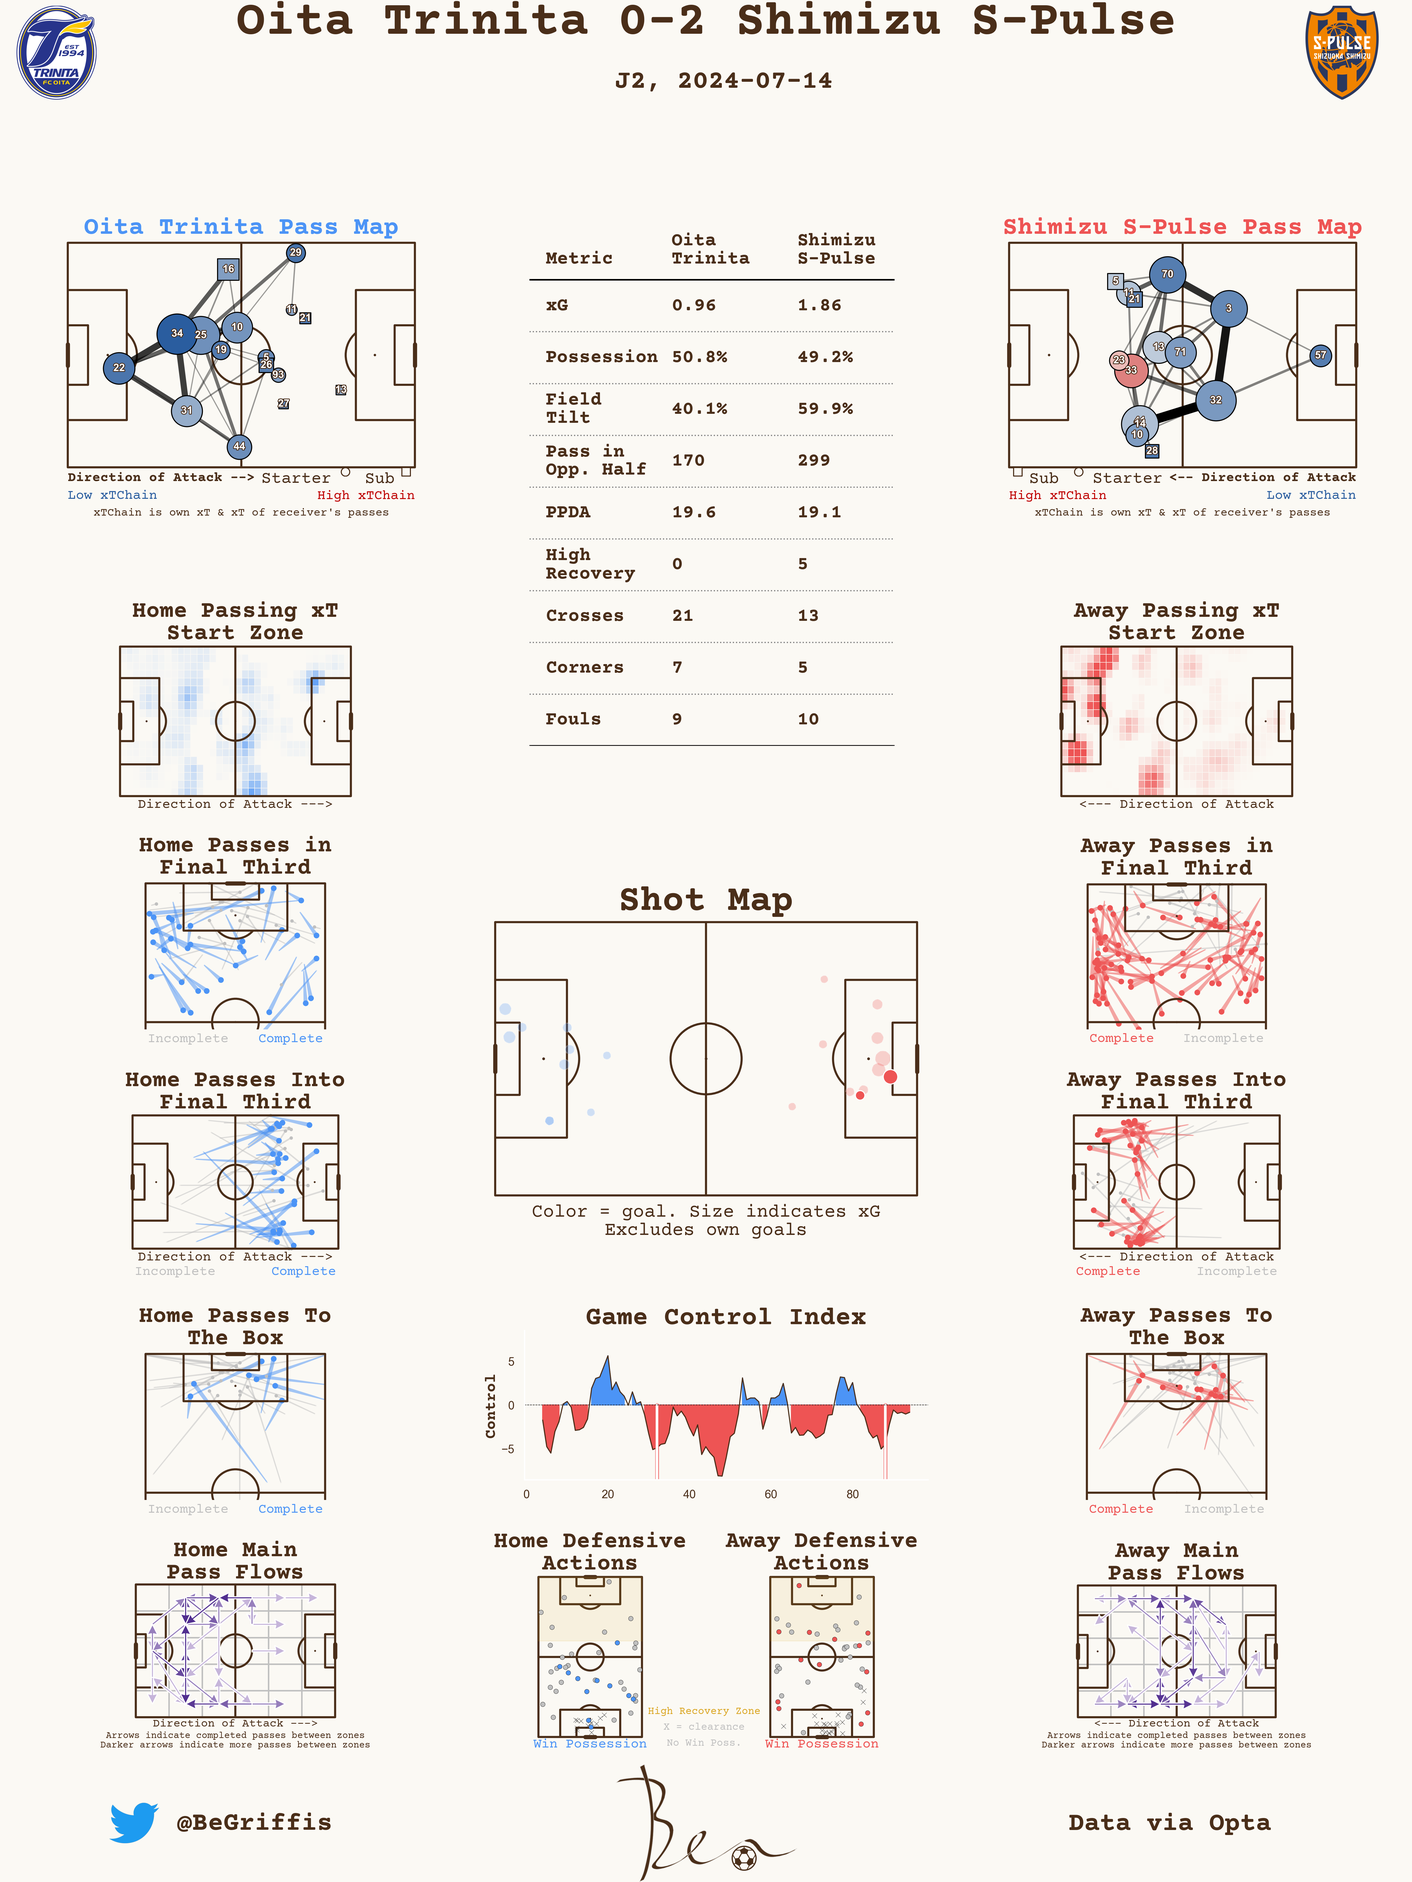 Oita Trinita 0-2 Shimizu S-Pulse
J2, 2024-07-14
EST
1994
TRINITA
FC OITA
S-PULSE
SHIZUOKA SHIMIZU
Oita Trinita Pass Map
16
29
11
21
34
25
10
19
5
26
93
22
13
27
31
44
Direction of Attack --> Starter Sub
Low xTChain High xTChain
xTChain is own xT & xT of receiver's passes
Metric Oita Trinita Shimizu S-Pulse
xG 0.96 1.86
Possession 50.8% 49.2%
Field Tilt 40.1% 59.9%
Pass in Opp. Half 170 299
PPDA 19.6 19.1
High Recovery 0 5
Crosses 21 13
Corners 7 5
Fouls 9 10
Shimizu S-Pulse Pass Map
5
70
11
21
3
13
71
23
33
57
32
14
10
28
Sub Starter <-- Direction of Attack
High xTChain Low xTChain
xTChain is own xT & xT of receiver's passes
Home Passing xT
Start Zone
Direction of Attack --->
Away Passing xT
Start Zone
<--- Direction of Attack
Home Passes in
Final Third
Incomplete Complete
Away Passes in
Final Third
Complete Incomplete
Shot Map
Color = goal. Size indicates xG
Excludes own goals
Home Passes Into
Final Third
Direction of Attack --->
Incomplete Complete
Away Passes Into
Final Third
<--- Direction of Attack
Complete Incomplete
Home Passes To
The Box
Incomplete Complete
Game Control Index
Control
5
0
−5
0 20 40 60 80
Away Passes To
The Box
Complete Incomplete
Home Main
Pass Flows
Direction of Attack --->
Arrows indicate completed passes between zones
Darker arrows indicate more passes between zones
Home Defensive
Actions
Win Possession
Away Defensive
Actions
Win Possession
High Recovery Zone
X = clearance
No Win Poss.
Away Main
Pass Flows
<--- Direction of Attack
Arrows indicate completed passes between zones
Darker arrows indicate more passes between zones
@BeGriffis
Ben
Data via Opta